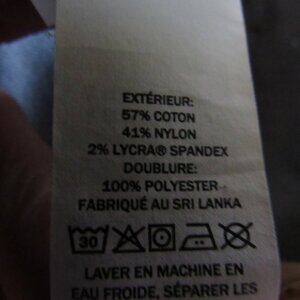 EXTÉRIEUR:
57% COTON
41% NYLON
2% LYCRA® SPANDEX
DOUBLURE:
100% POLYESTER
FABRIQUÉ AU SRI LANKA
30
LAVER EN MACHINE EN
EAU FROIDE, SÉPARER LES